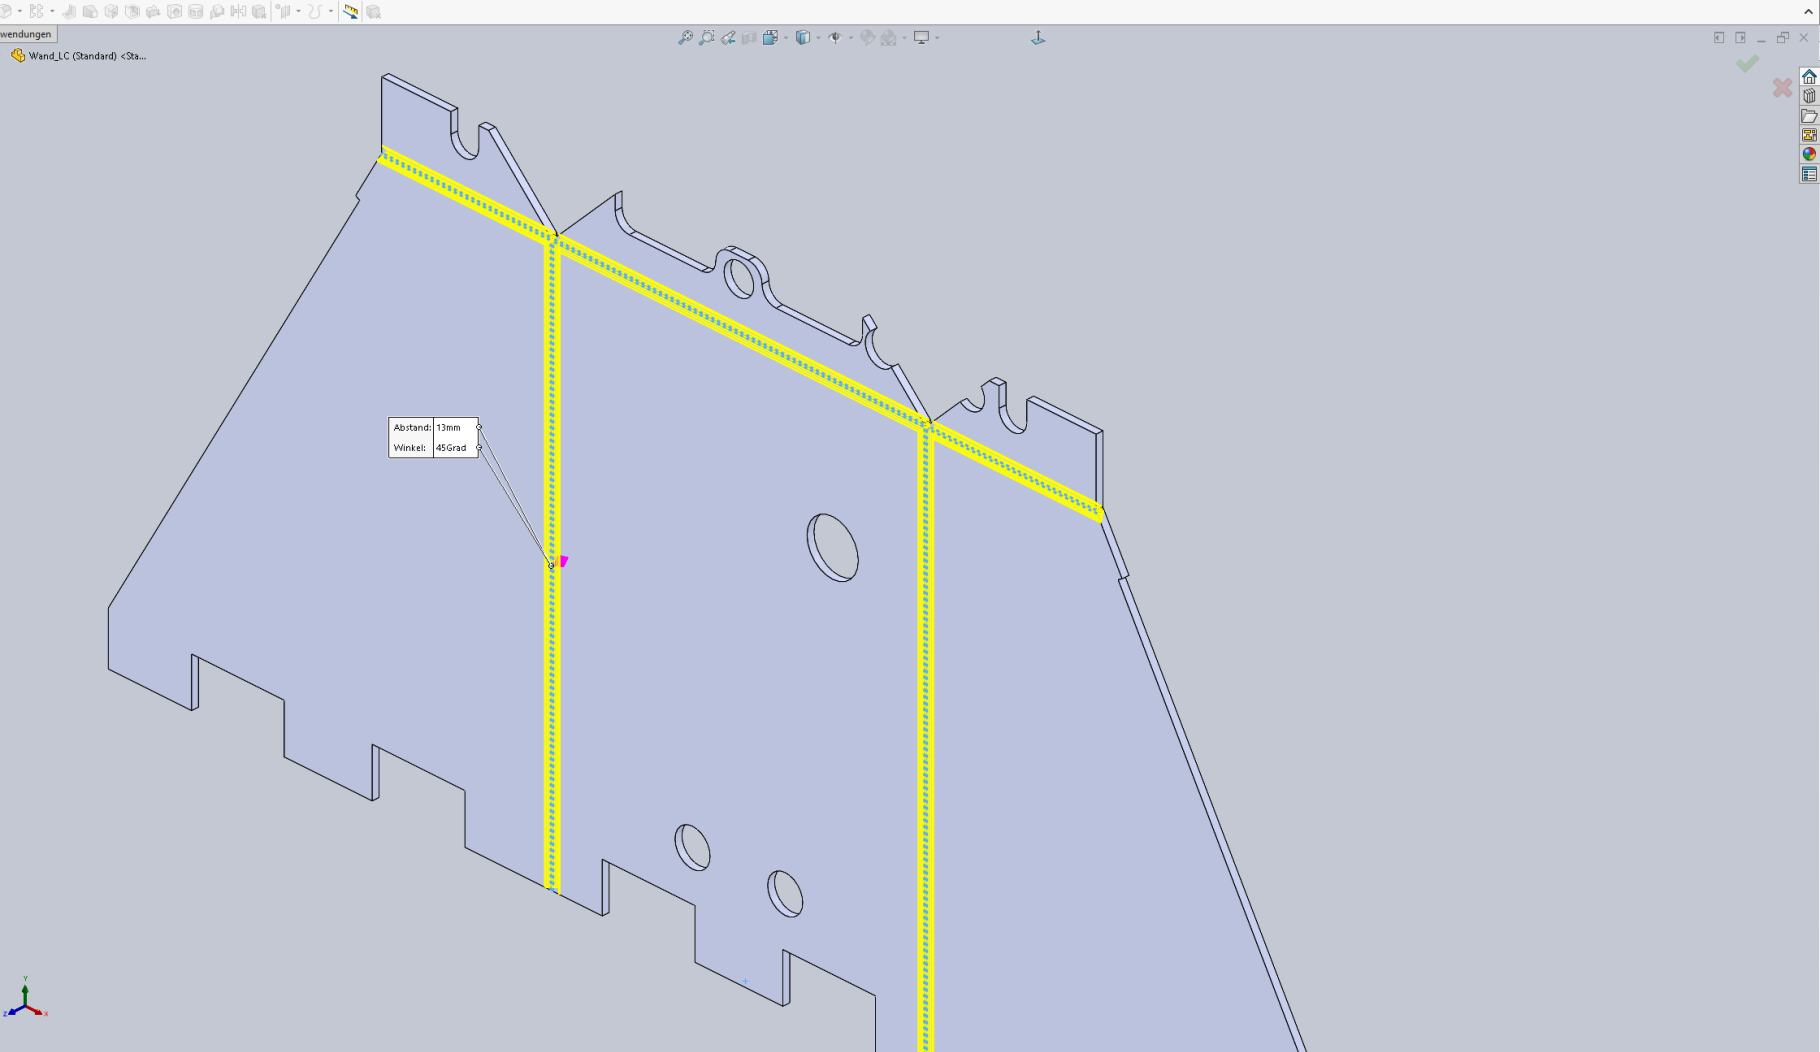 wendungen
Wand_LC (Standard) <Sta...
Abstand: 13mm
Winkel: 45Grad
Y
Z X